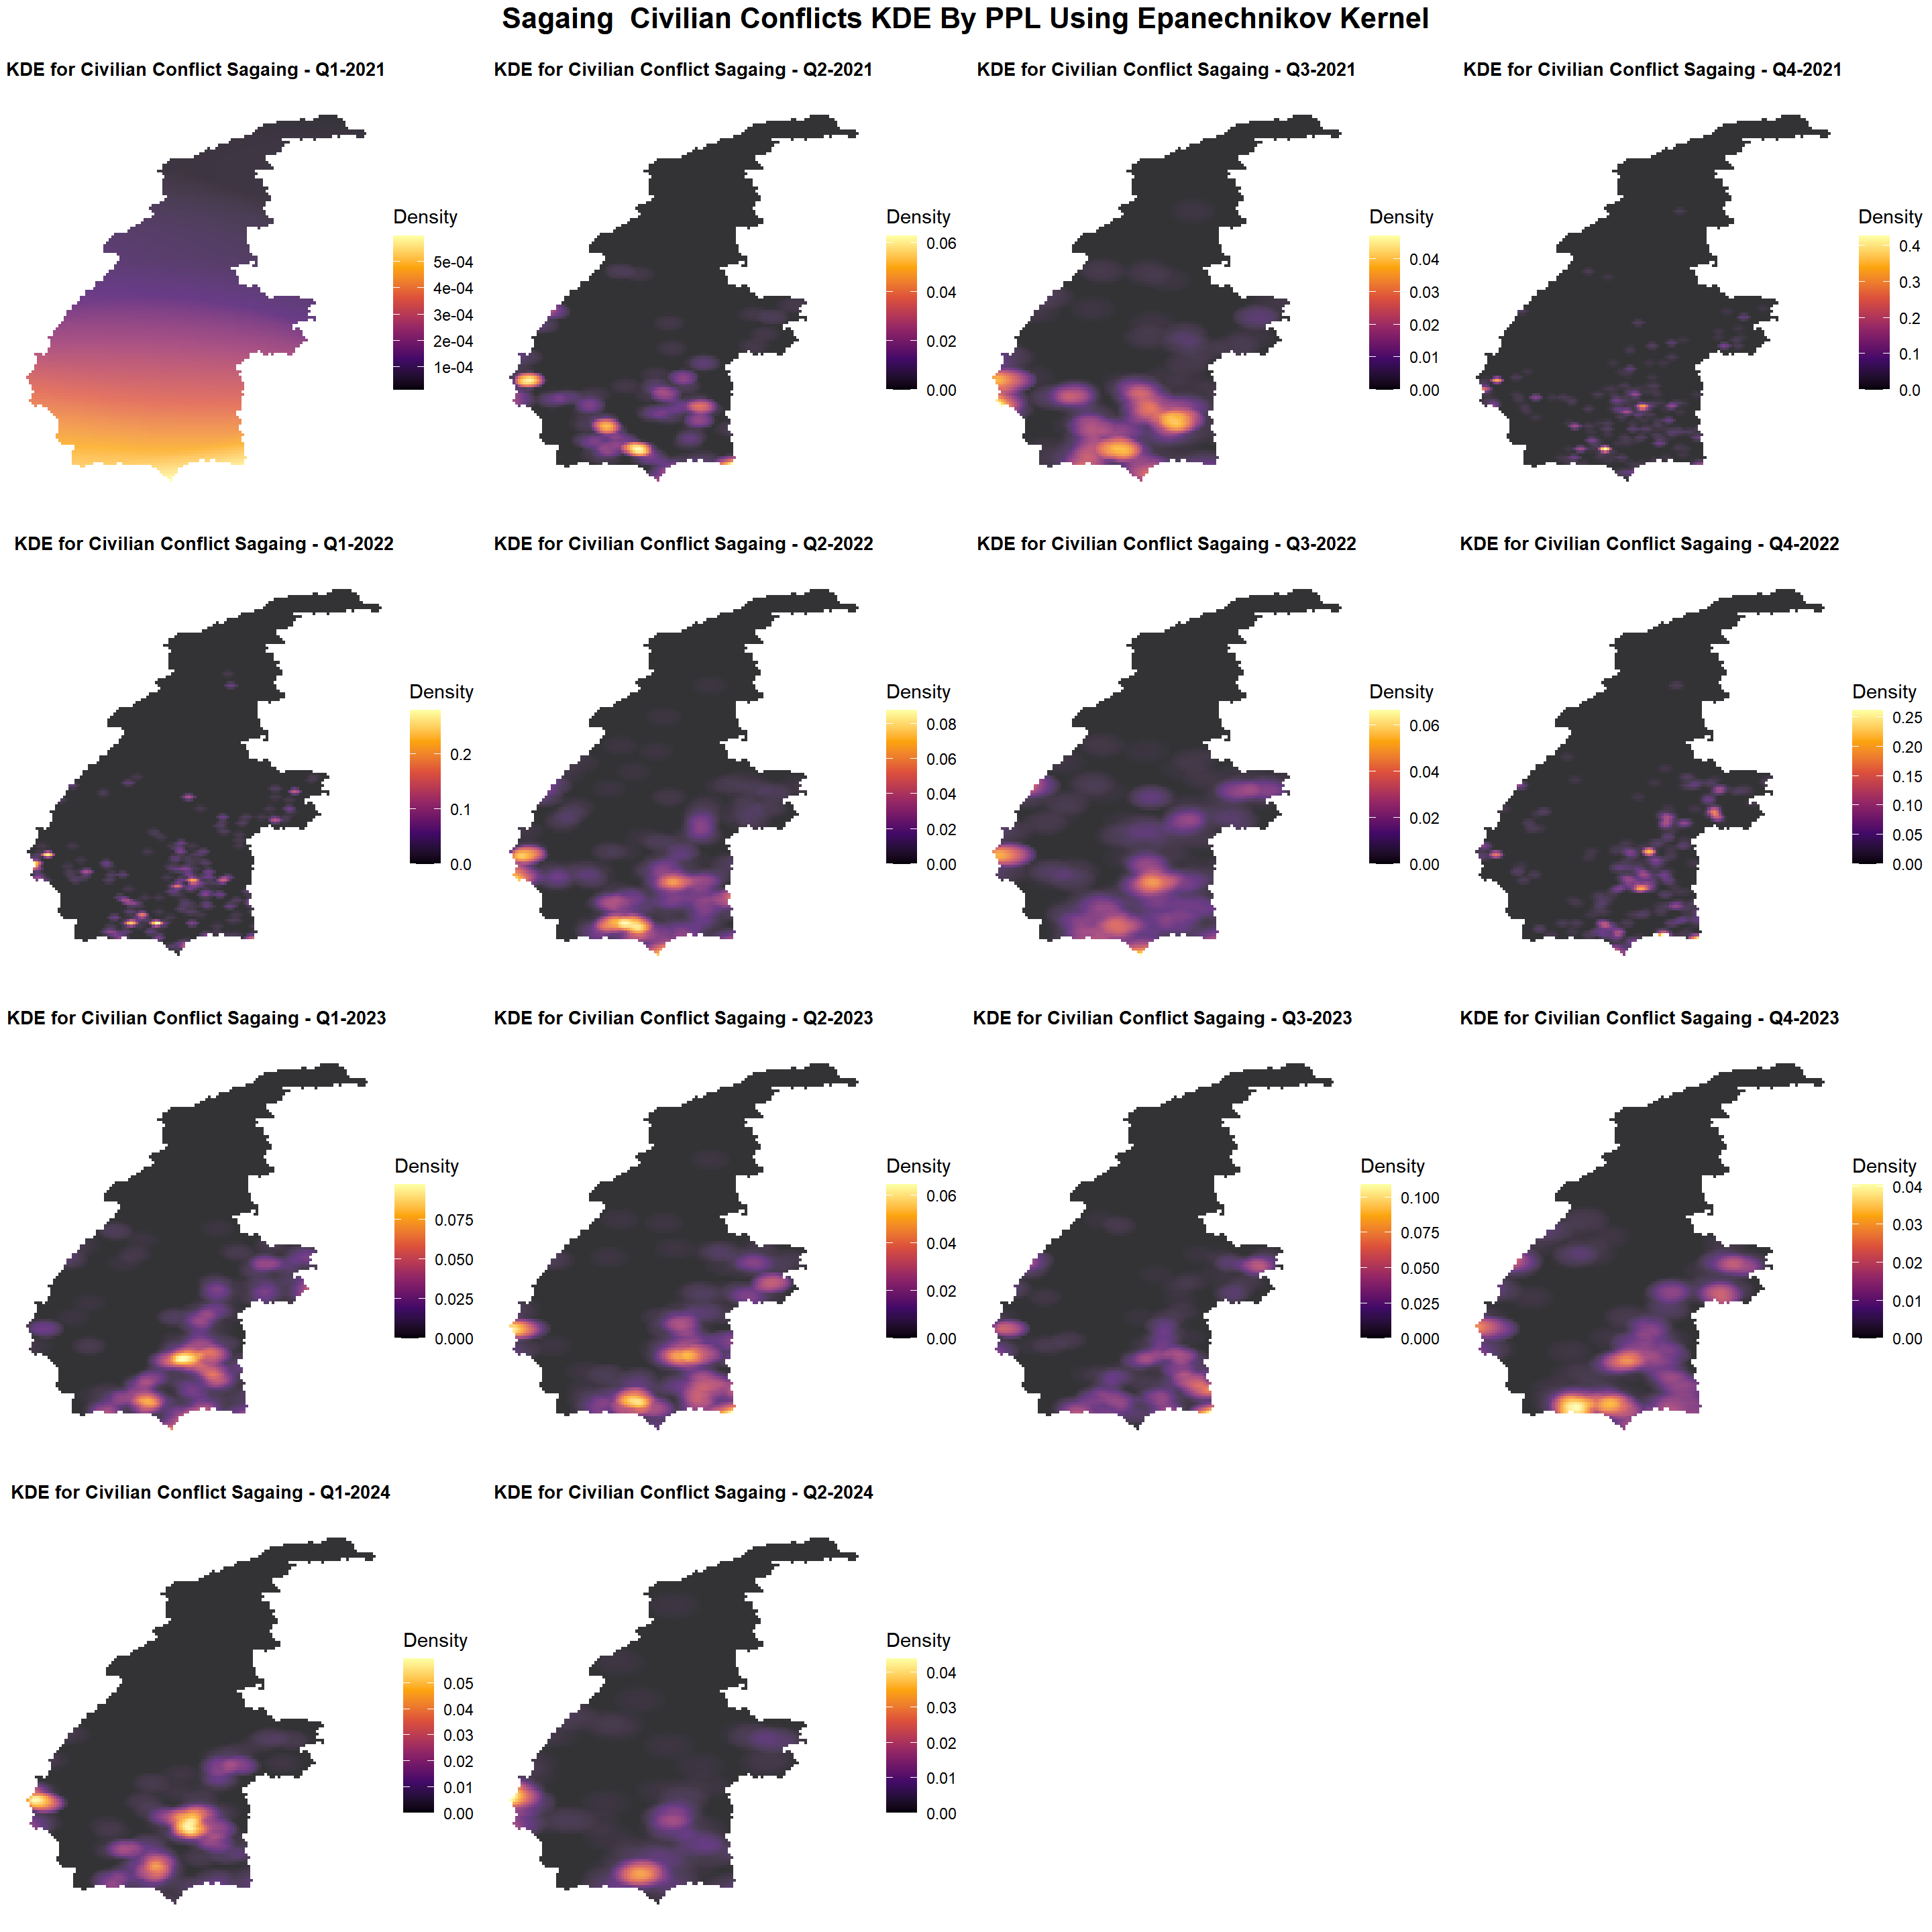 Sagaing  Civilian Conflicts KDE By PPL Using Epanechnikov Kernel
KDE for Civilian Conflict Sagaing - Q1-2021
Density
5e-04
4e-04
3e-04
2e-04
1e-04
KDE for Civilian Conflict Sagaing - Q2-2021
Density
0.06
0.04
0.02
0.00
KDE for Civilian Conflict Sagaing - Q3-2021
Density
0.04
0.03
0.02
0.01
0.00
KDE for Civilian Conflict Sagaing - Q4-2021
Density
0.4
0.3
0.2
0.1
0.0
KDE for Civilian Conflict Sagaing - Q1-2022
Density
0.2
0.1
0.0
KDE for Civilian Conflict Sagaing - Q2-2022
Density
0.08
0.06
0.04
0.02
0.00
KDE for Civilian Conflict Sagaing - Q3-2022
Density
0.06
0.04
0.02
0.00
KDE for Civilian Conflict Sagaing - Q4-2022
Density
0.25
0.20
0.15
0.10
0.05
0.00
KDE for Civilian Conflict Sagaing - Q1-2023
Density
0.075
0.050
0.025
0.000
KDE for Civilian Conflict Sagaing - Q2-2023
Density
0.06
0.04
0.02
0.00
KDE for Civilian Conflict Sagaing - Q3-2023
Density
0.100
0.075
0.050
0.025
0.000
KDE for Civilian Conflict Sagaing - Q4-2023
Density
0.04
0.03
0.02
0.01
0.00
KDE for Civilian Conflict Sagaing - Q1-2024
Density
0.05
0.04
0.03
0.02
0.01
0.00
KDE for Civilian Conflict Sagaing - Q2-2024
Density
0.04
0.03
0.02
0.01
0.00